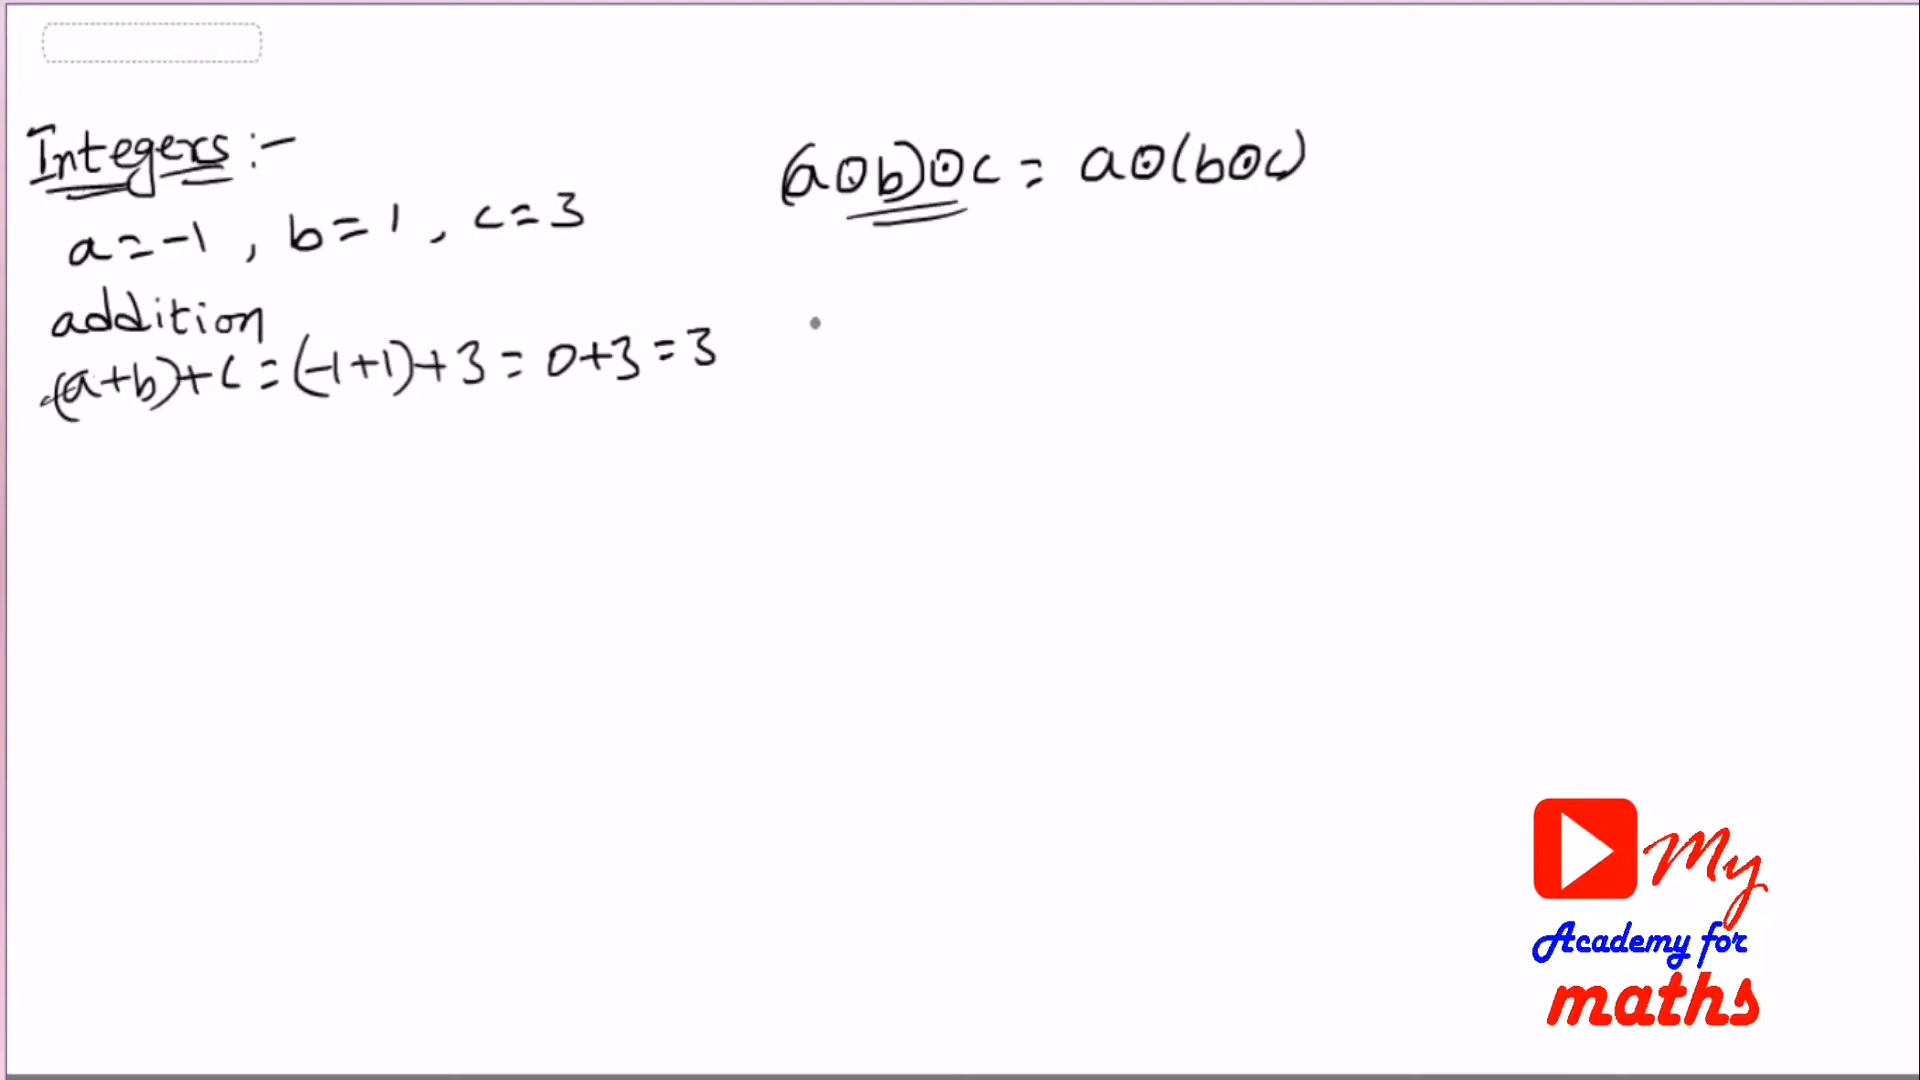 Integers :-
(a⊙b)⊙c = a⊙(b⊙c)
a=-1 , b=1 , c=3
addition
(a+b)+c = (-1+1)+3 = 0+3 = 3
My
Academy for
maths